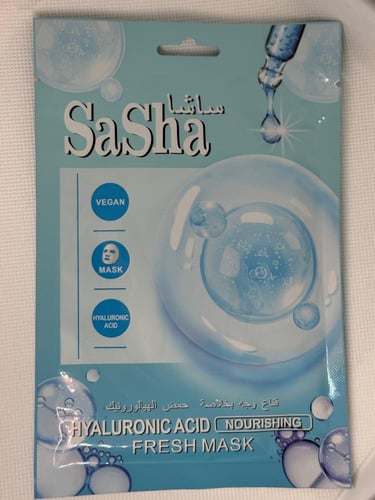 ساشا
SaSha
VEGAN
MASK
HYALURONIC
ACID
قناع وجه بخلاصة حمض الهيالورونيك
HYALURONIC ACID NOURISHING
FRESH MASK